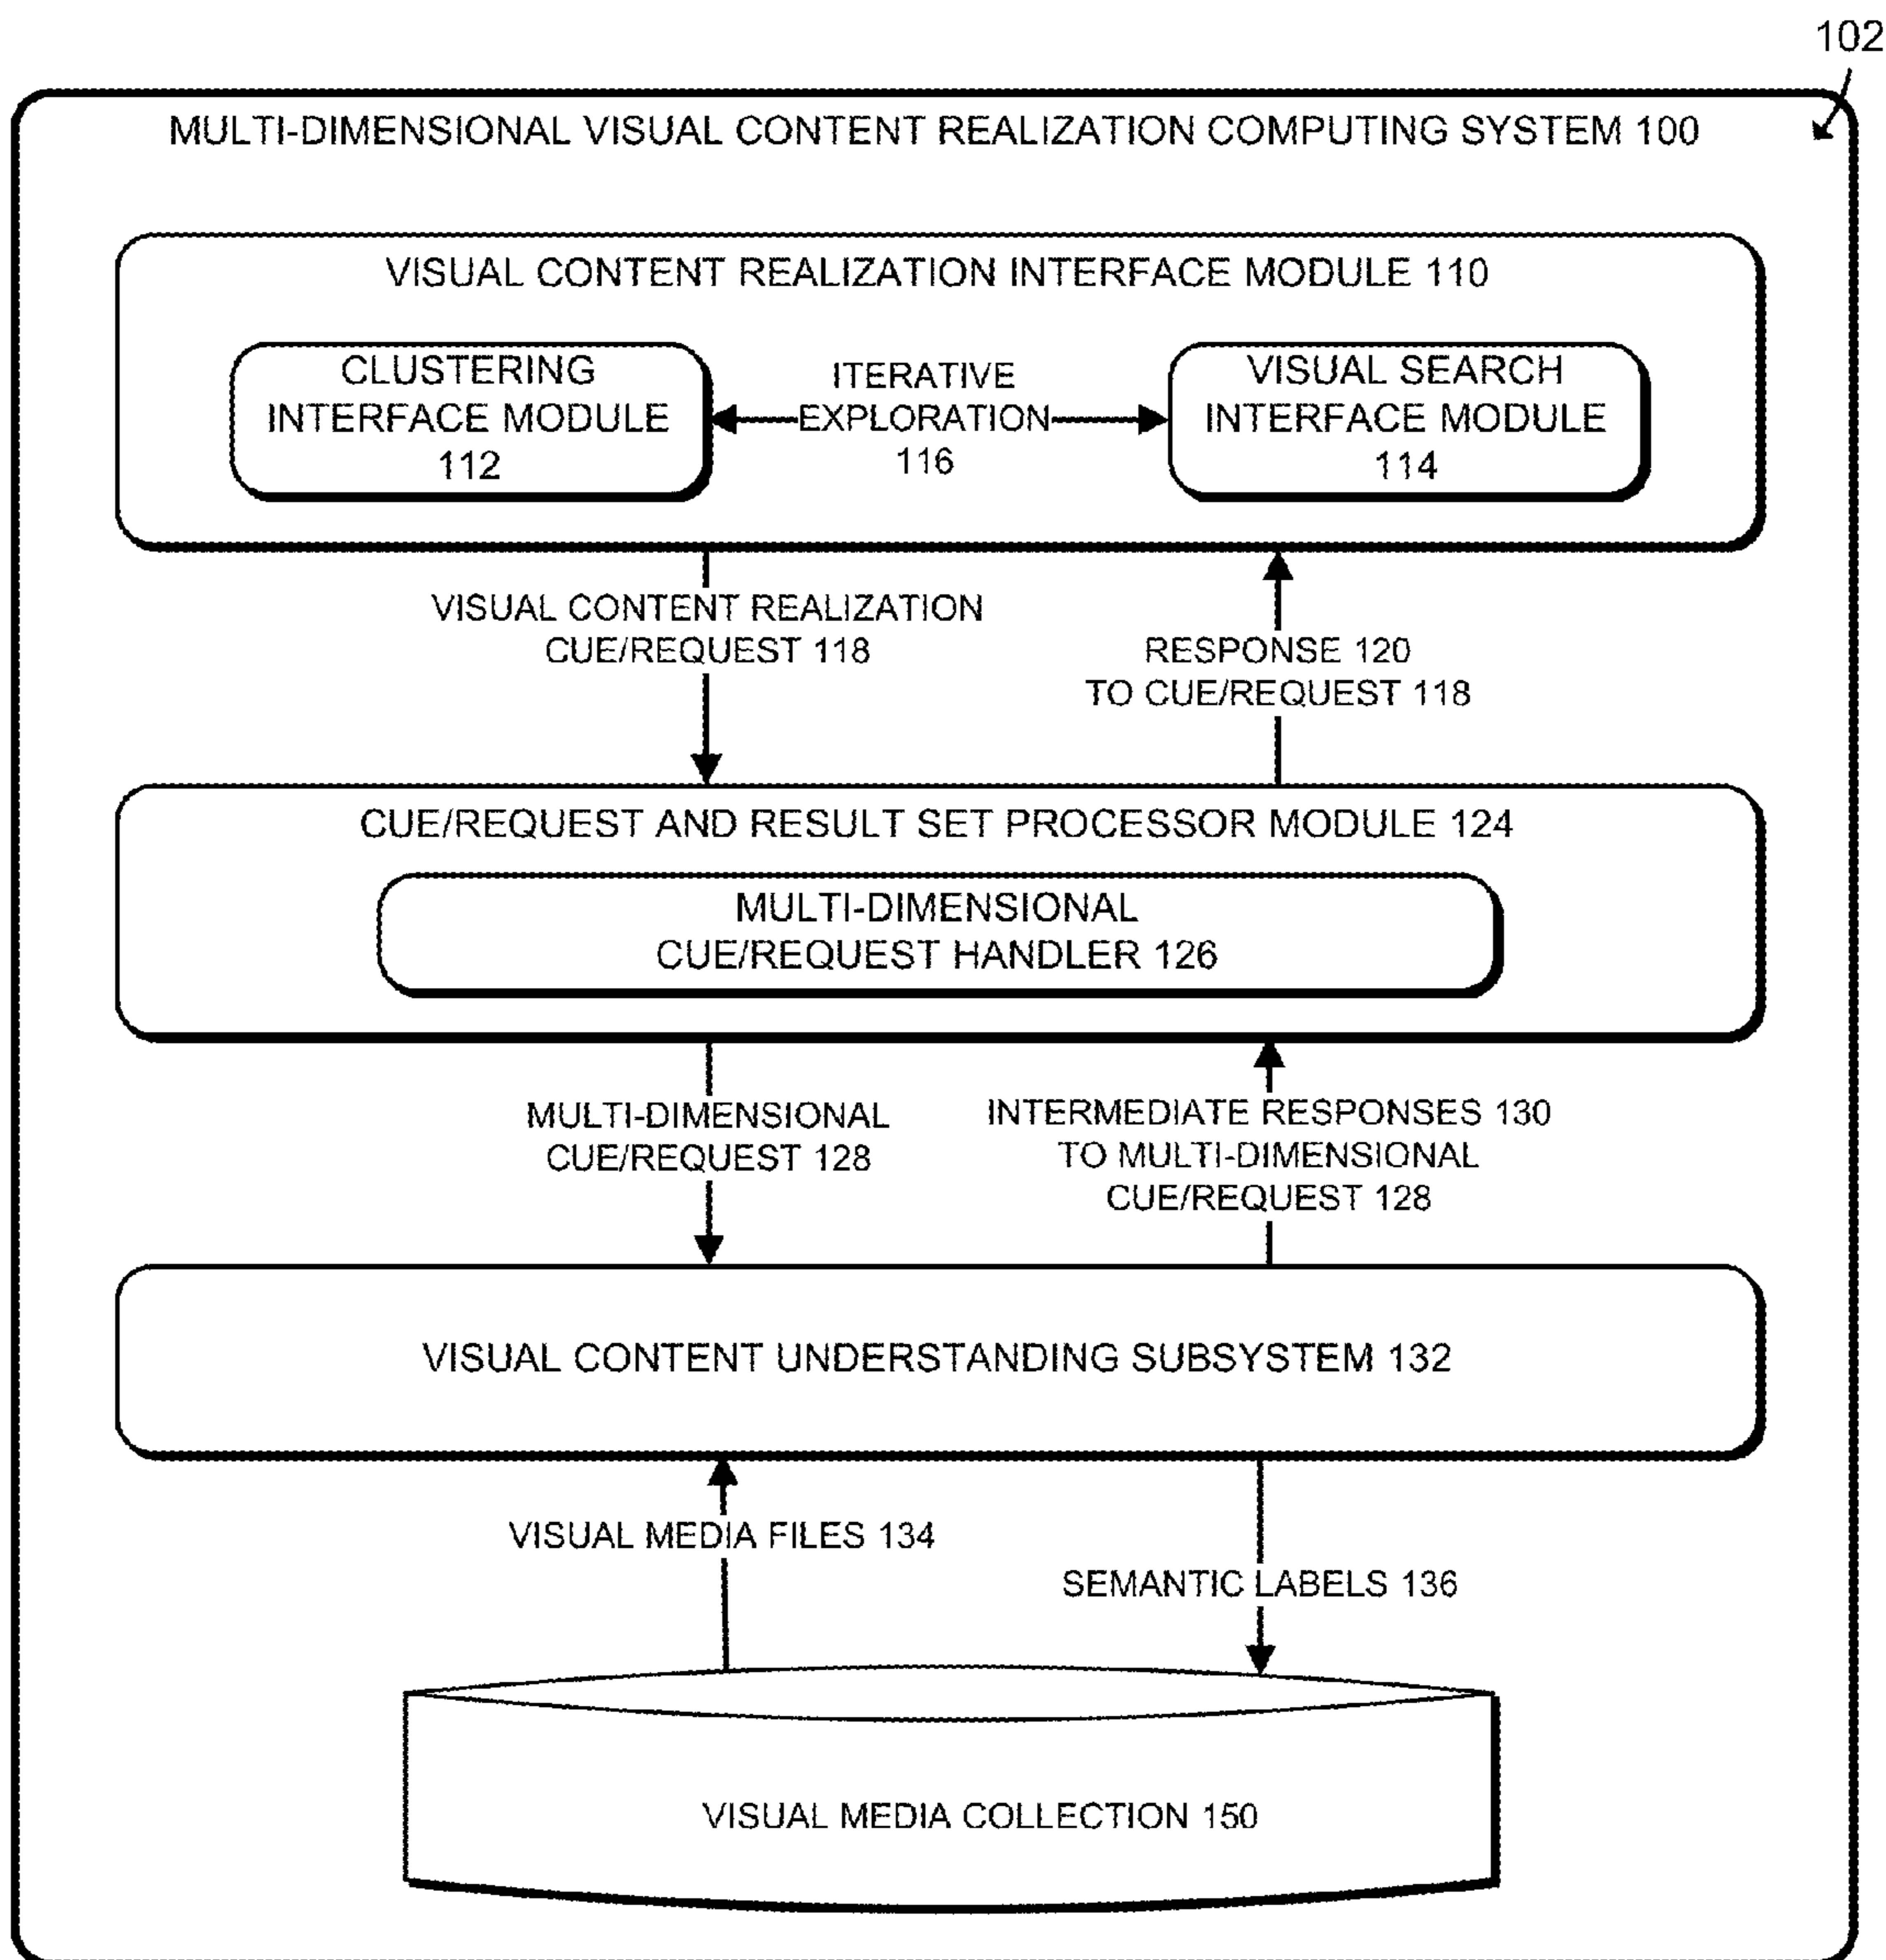 102
MULTI-DIMENSIONAL VISUAL CONTENT REALIZATION COMPUTING SYSTEM 100
VISUAL CONTENT REALIZATION INTERFACE MODULE 110
CLUSTERING
INTERFACE MODULE
112
ITERATIVE
EXPLORATION
116
VISUAL SEARCH
INTERFACE MODULE
114
VISUAL CONTENT REALIZATION
CUE/REQUEST 118
RESPONSE 120
TO CUE/REQUEST 118
CUE/REQUEST AND RESULT SET PROCESSOR MODULE 124
MULTI-DIMENSIONAL
CUE/REQUEST HANDLER 126
MULTI-DIMENSIONAL
CUE/REQUEST 128
INTERMEDIATE RESPONSES 130
TO MULTI-DIMENSIONAL
CUE/REQUEST 128
VISUAL CONTENT UNDERSTANDING SUBSYSTEM 132
VISUAL MEDIA FILES 134
SEMANTIC LABELS 136
VISUAL MEDIA COLLECTION 150